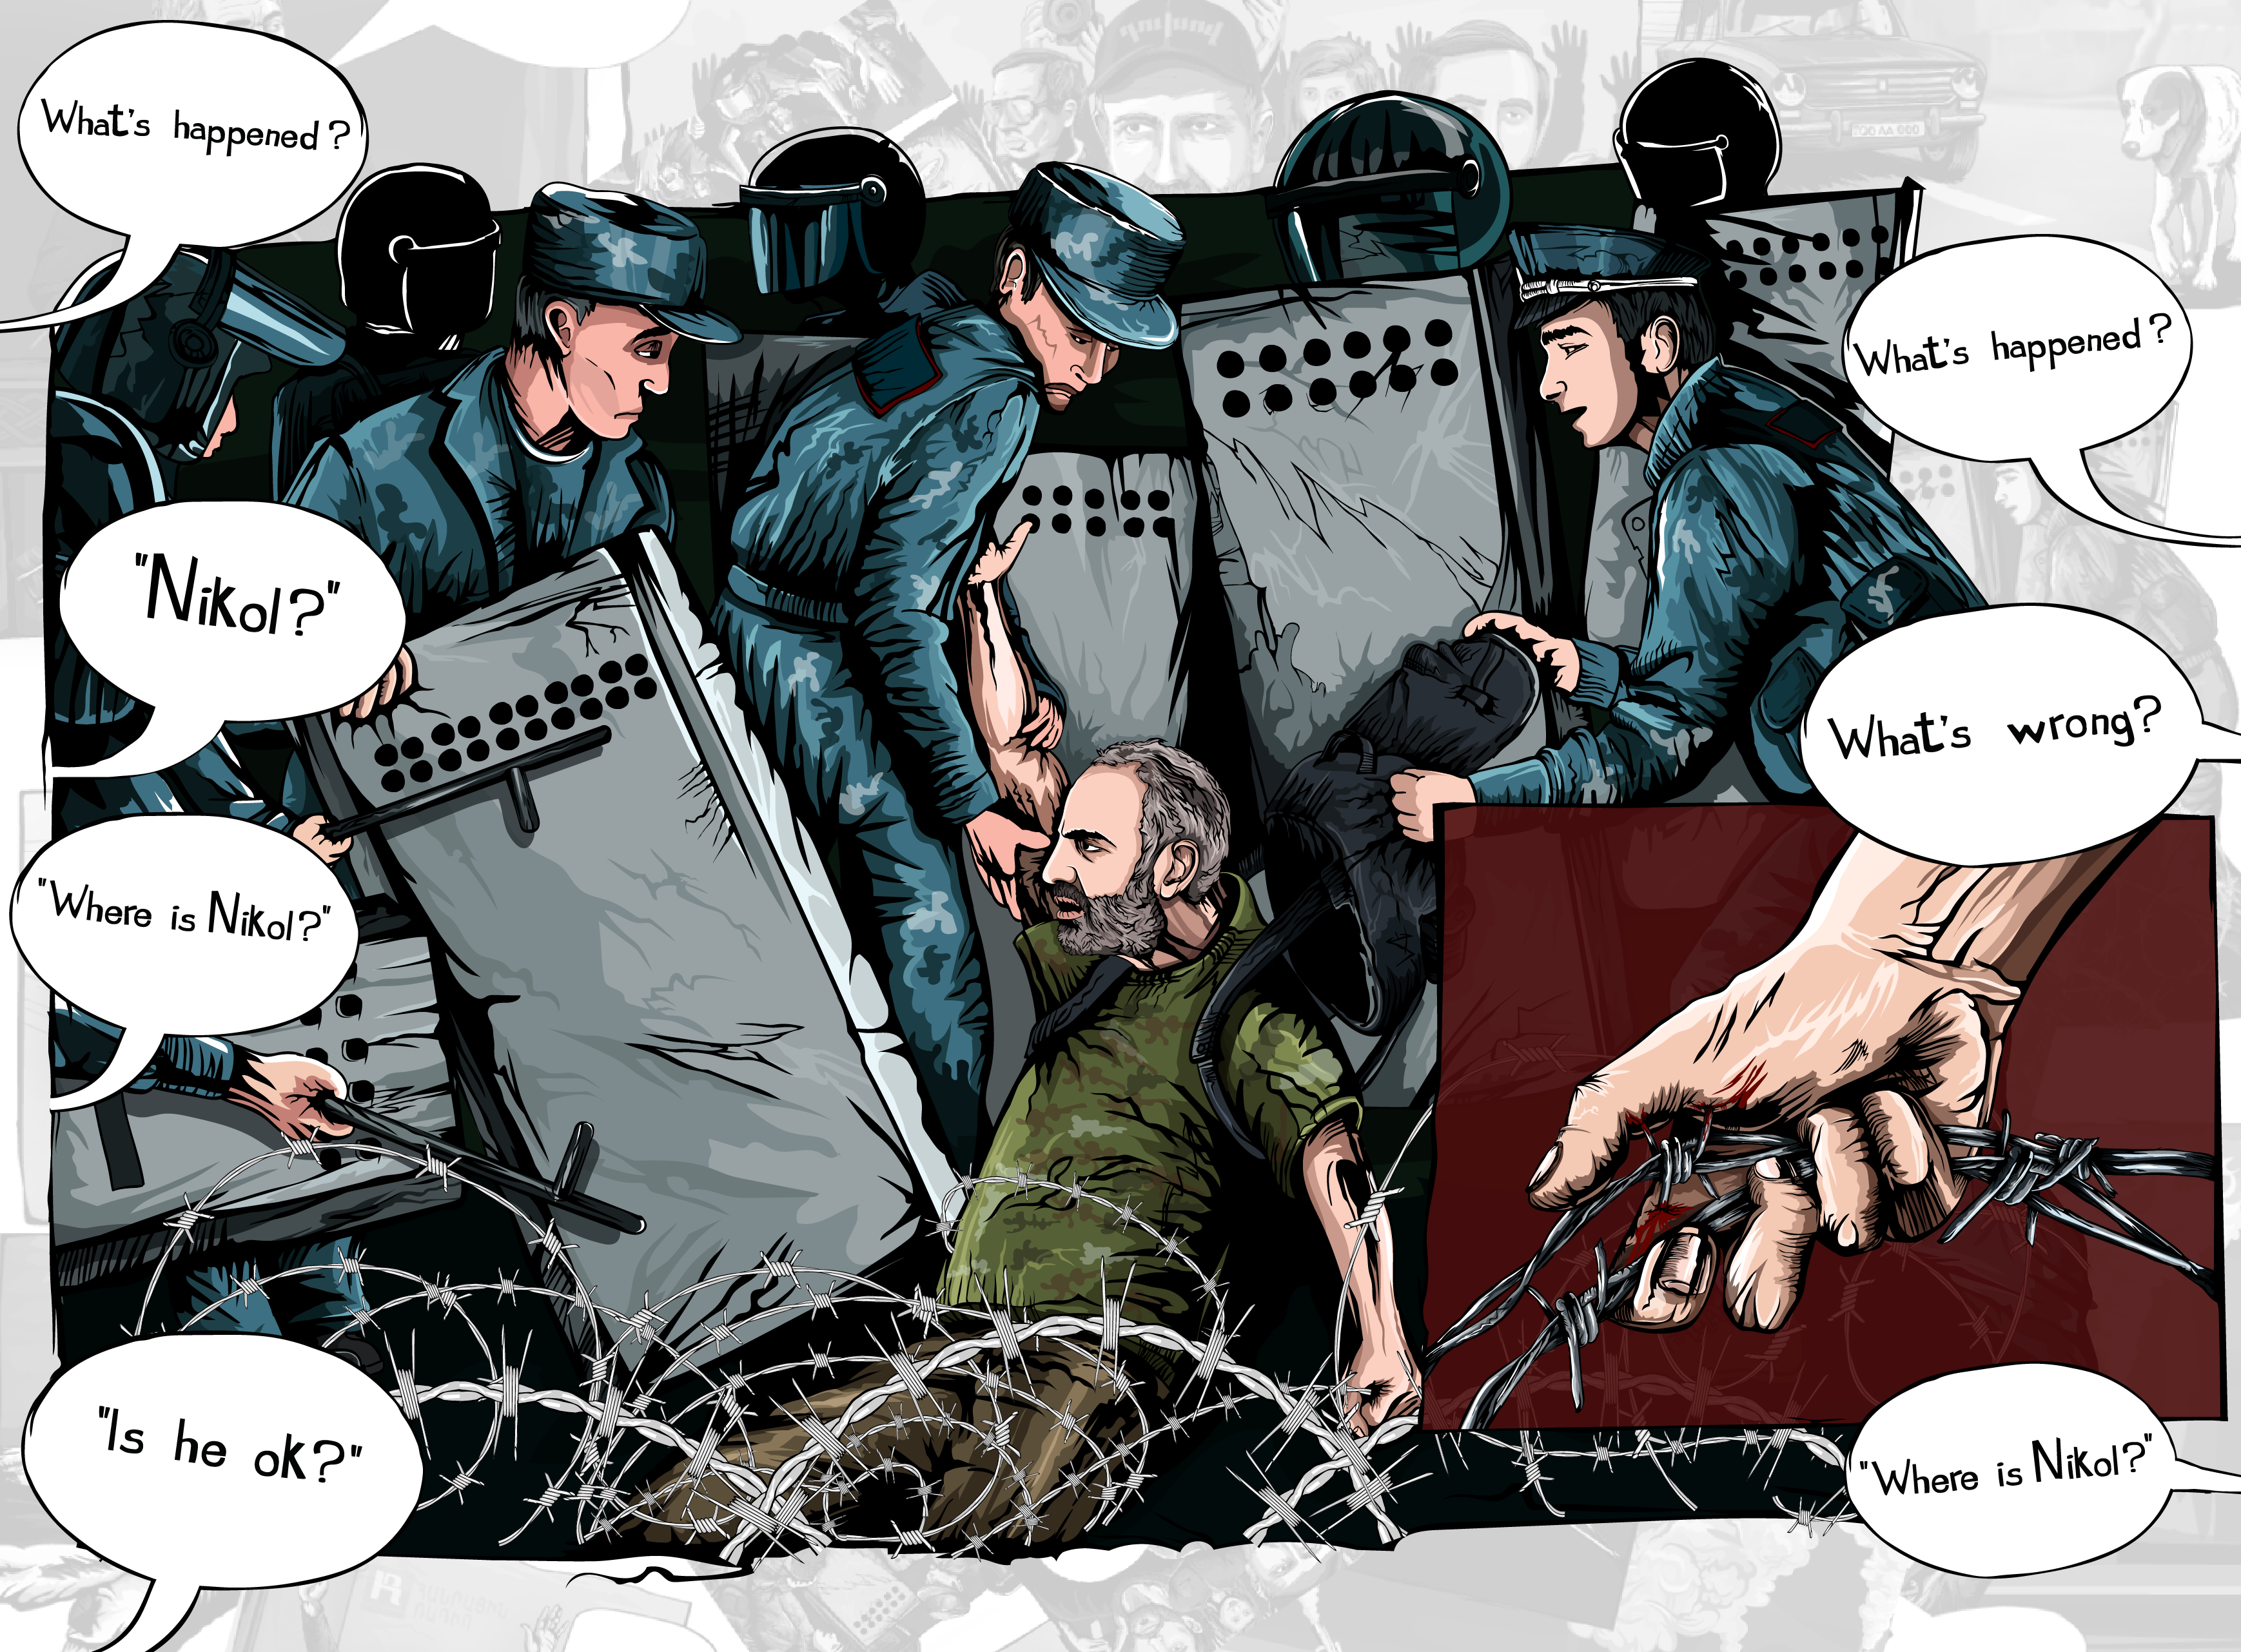 What's happened?
What's happened?
"Nikol?"
What's wrong?
"Where is Nikol?"
"Is he ok?"
"Where is Nikol?"